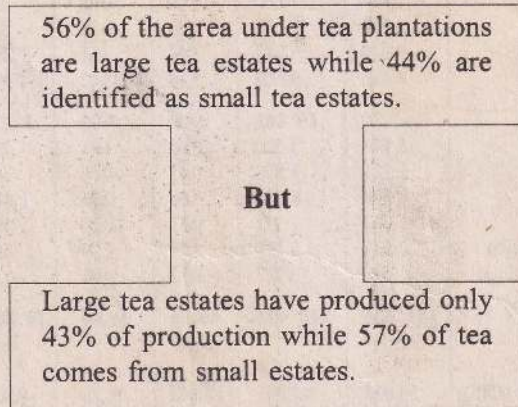 56% of the area under tea plantations
are large tea estates while 44% are
identified as small tea estates.
But
Large tea estates have produced only
43% of production while 57% of tea
comes from small estates.